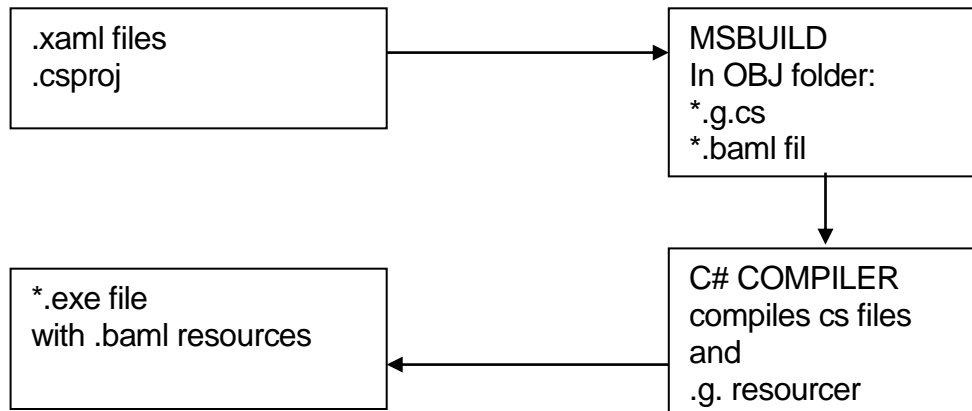 .xaml files
.csproj
MSBUILD
In OBJ folder:
*.g.cs
*.baml fil
C# COMPILER
compiles cs files
and
.g. resourcer
*.exe file
with .baml resources